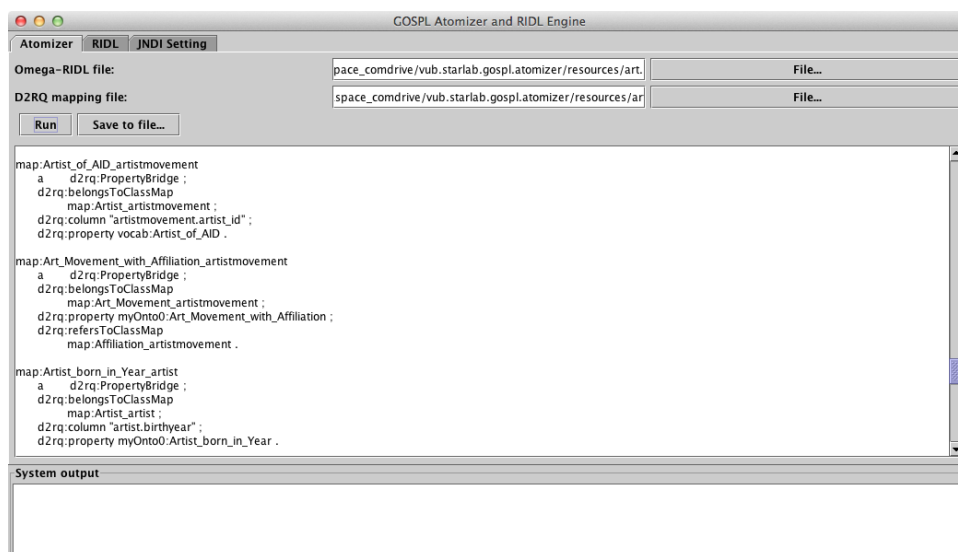 GOSPL Atomizer and RIDL Engine
Atomizer RIDL JNDI Setting
Omega-RIDL file: pace_comdrive/vub.starlab.gospl.atomizer/resources/art. File...
D2RQ mapping file: space_comdrive/vub.starlab.gospl.atomizer/resources/ar File...
Run Save to file...
map:Artist_of_AID_artistmovement
a d2rq:PropertyBridge ;
d2rq:belongsToClassMap
map:Artist_artistmovement ;
d2rq:column "artistmovement.artist_id" ;
d2rq:property vocab:Artist_of_AID .
map:Art_Movement_with_Affiliation_artistmovement
a d2rq:PropertyBridge ;
d2rq:belongsToClassMap
map:Art_Movement_artistmovement ;
d2rq:property myOnto0:Art_Movement_with_Affiliation ;
d2rq:refersToClassMap
map:Affiliation_artistmovement .
map:Artist_born_in_Year_artist
a d2rq:PropertyBridge ;
d2rq:belongsToClassMap
map:Artist_artist ;
d2rq:column "artist.birthyear" ;
d2rq:property myOnto0:Artist_born_in_Year .
System output